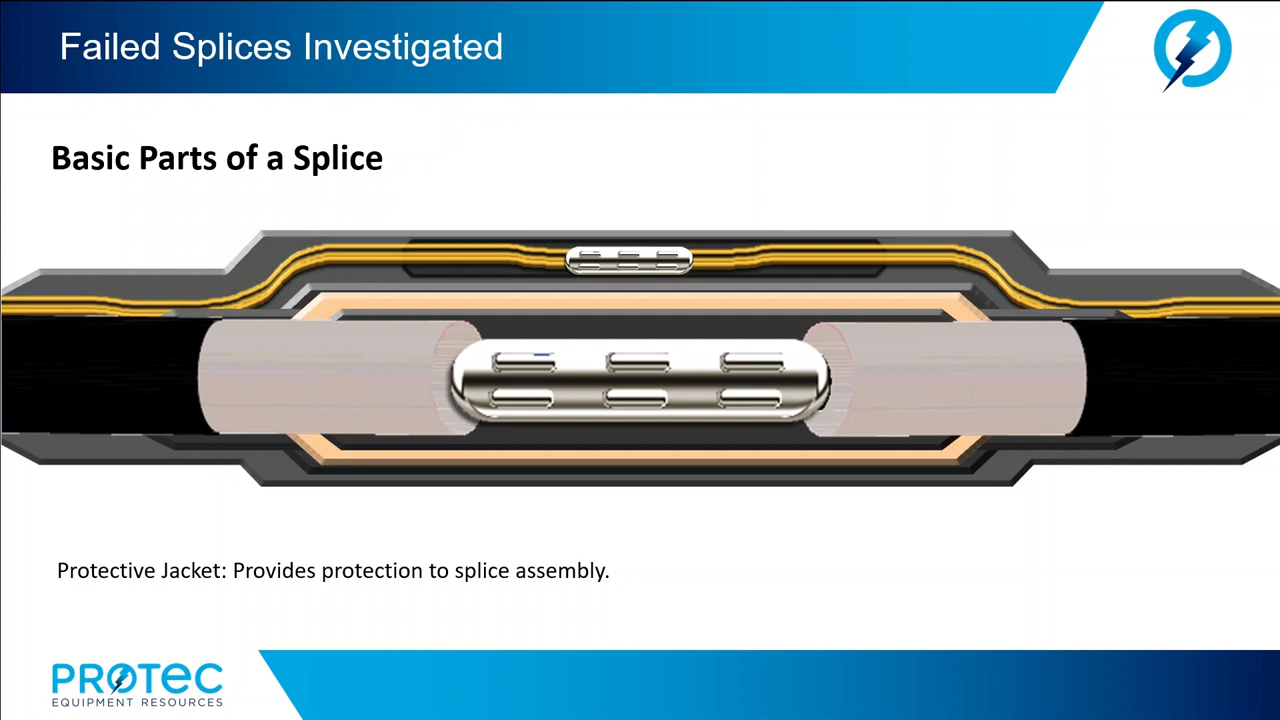 Failed Splices Investigated
Basic Parts of a Splice
Protective Jacket: Provides protection to splice assembly.
PROTEC
EQUIPMENT RESOURCES